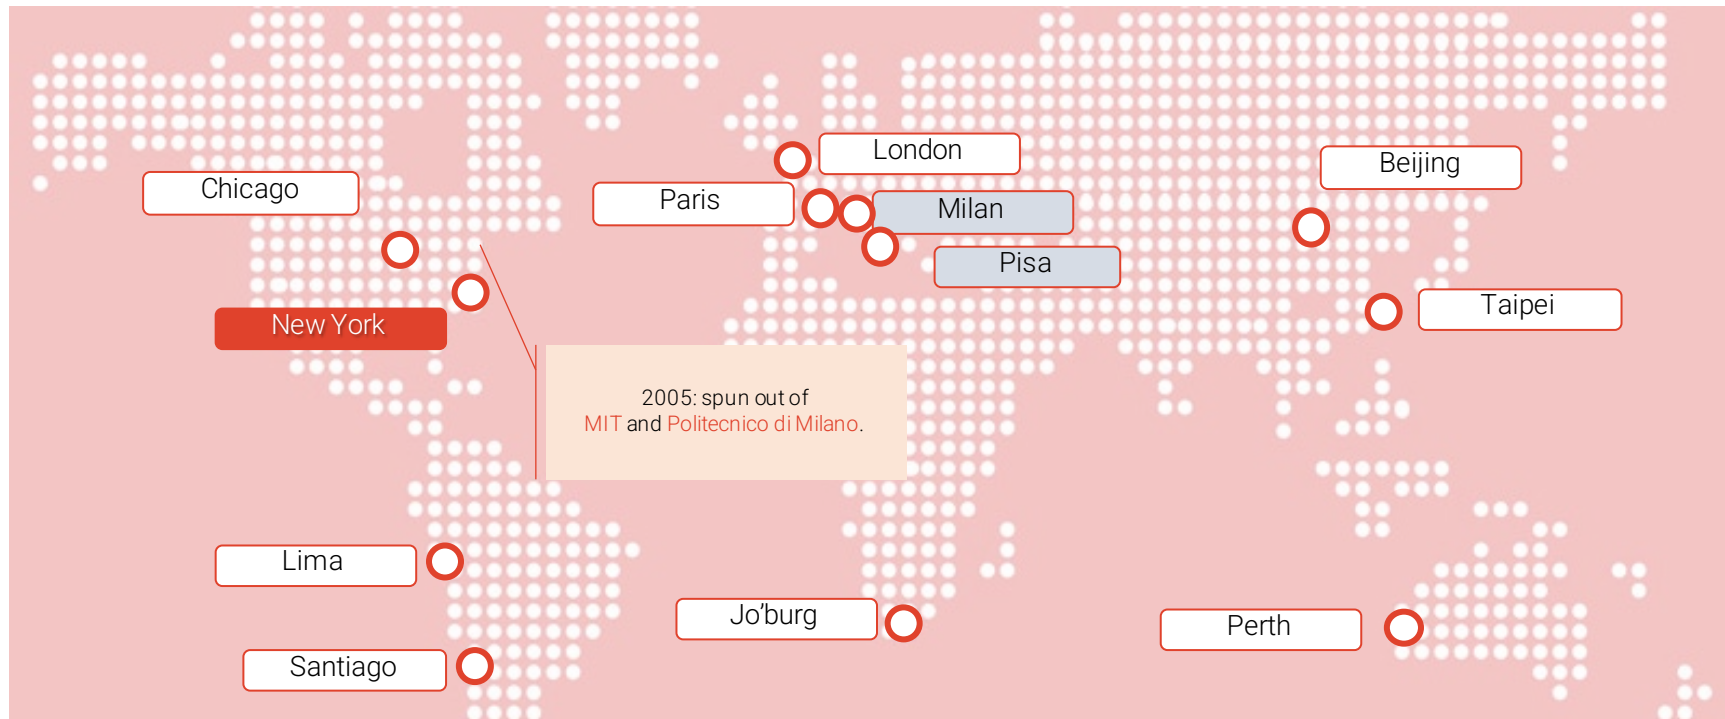 London
Beijing
Chicago
Paris
Milan
Pisa
New York
Taipei
2005: spun out of
MIT and Politecnico di Milano.
Lima
Jo'burg
Perth
Santiago